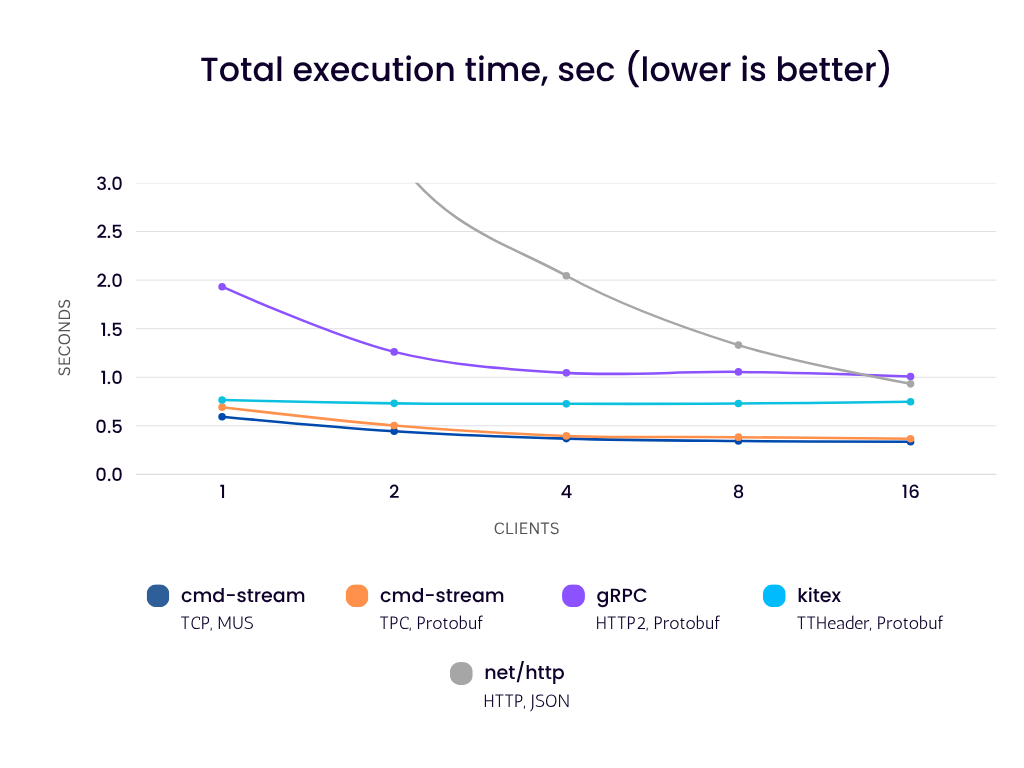 Total execution time, sec (lower is better)
3.0
2.5
2.0
1.5
1.0
0.5
0.0
SECONDS
1 2 4 8 16
CLIENTS
cmd-stream cmd-stream gRPC kitex
TCP, MUS TPC, Protobuf HTTP2, Protobuf TTHeader, Protobuf
net/http
HTTP, JSON